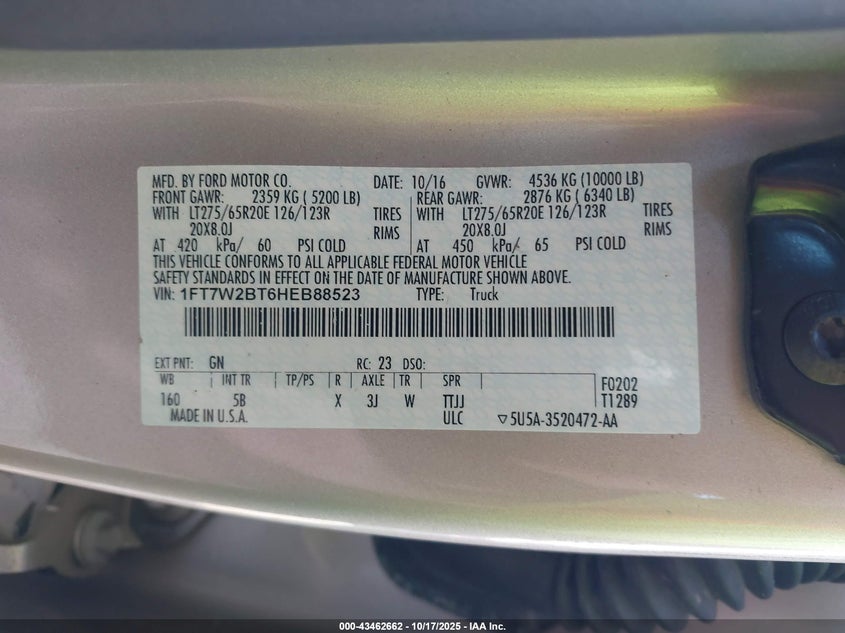 MFD. BY FORD MOTOR CO. DATE: 10/16 GVWR: 4536 KG (10000 LB)
FRONT GAWR: 2359 KG ( 5200 LB) REAR GAWR: 2876 KG ( 6340 LB)
WITH LT275/65R20E 126/123R TIRES WITH LT275/65R20E 126/123R TIRES
20X8.0J RIMS 20X8.0J RIMS
AT 420 kPa/ 60 PSI COLD AT 450 kPa/ 65 PSI COLD
THIS VEHICLE CONFORMS TO ALL APPLICABLE FEDERAL MOTOR VEHICLE
SAFETY STANDARDS IN EFFECT ON THE DATE OF MANUFACTURE SHOWN ABOVE.
VIN: 1FT7W2BT6HEB88523 TYPE: Truck
EXT PNT: GN RC: 23 DSO:
WB INT TR TP/PS R AXLE TR SPR F0202
160 5B X 3J W TTJJ T1289
MADE IN U.S.A. ULC ▽5U5A-3520472-AA
000-43462662 - 10/17/2025 - IAA Inc.